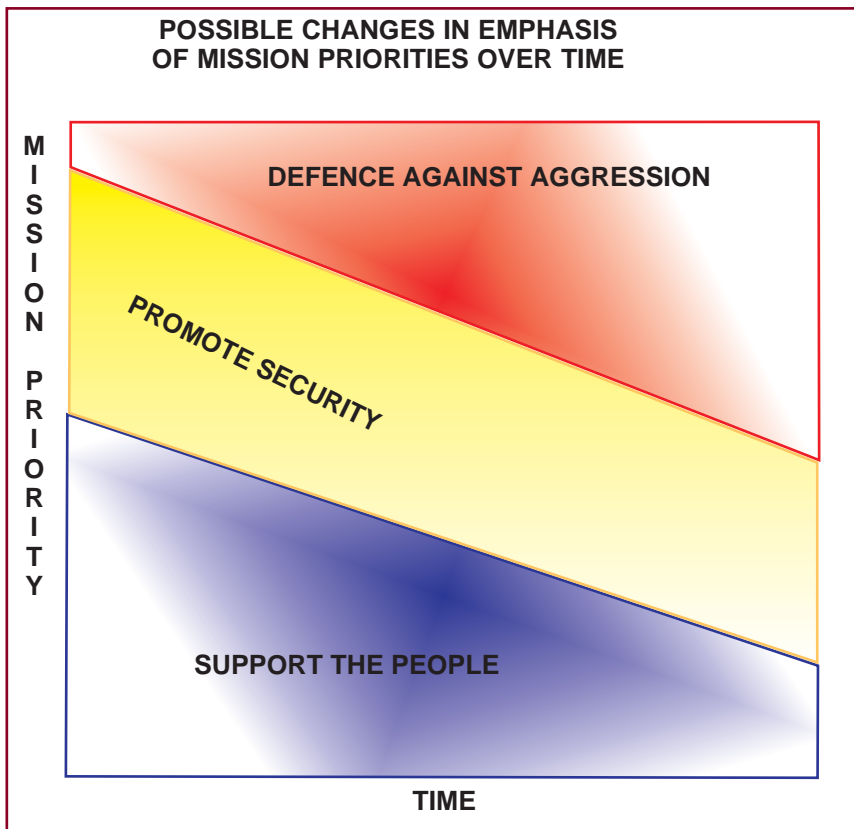 POSSIBLE CHANGES IN EMPHASIS
OF MISSION PRIORITIES OVER TIME
MISSION PRIORITY
DEFENCE AGAINST AGGRESSION
PROMOTE SECURITY
SUPPORT THE PEOPLE
TIME